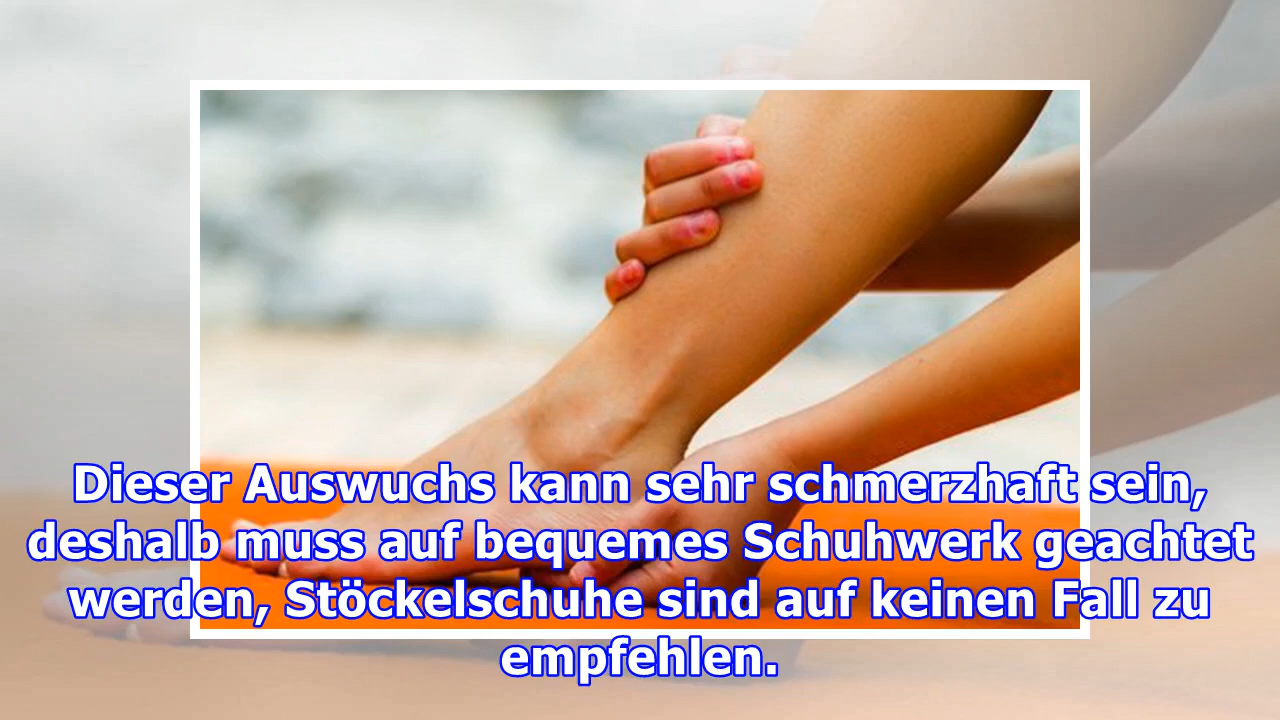 Dieser Auswuchs kann sehr schmerzhaft sein,
deshalb muss auf bequemes Schuhwerk geachtet
werden, Stöckelschuhe sind auf keinen Fall zu
empfehlen.